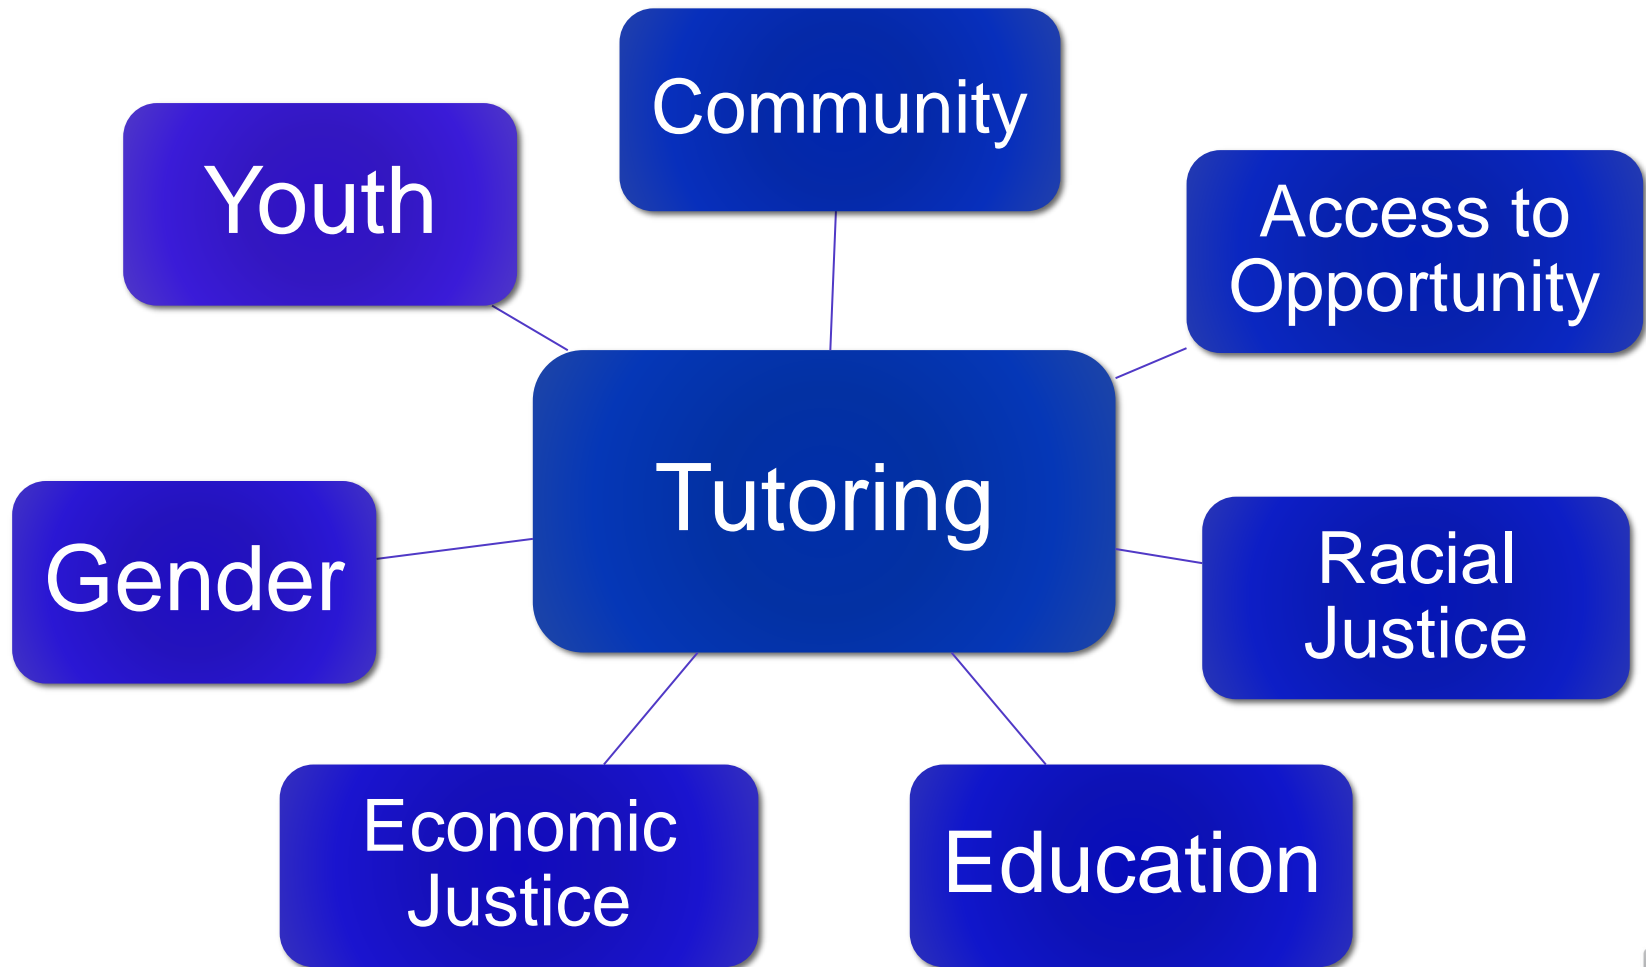 Community
Youth
Access to
Opportunity
Tutoring
Gender
Racial
Justice
Economic
Justice
Education